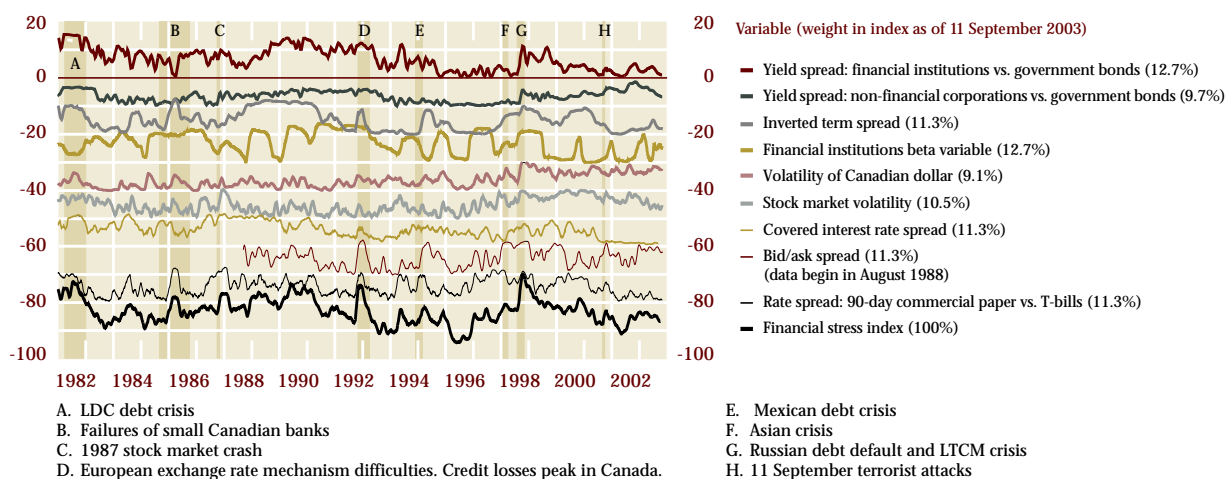 20 B C D E F G H 20
A
0 0
-20 -20
-40 -40
-60 -60
-80 -80
-100 -100
1982 1984 1986 1988 1990 1992 1994 1996 1998 2000 2002
Variable (weight in index as of 11 September 2003)
Yield spread: financial institutions vs. government bonds (12.7%)
Yield spread: non-financial corporations vs. government bonds (9.7%)
Inverted term spread (11.3%)
Financial institutions beta variable (12.7%)
Volatility of Canadian dollar (9.1%)
Stock market volatility (10.5%)
Covered interest rate spread (11.3%)
Bid/ask spread (11.3%)
(data begin in August 1988)
Rate spread: 90-day commercial paper vs. T-bills (11.3%)
Financial stress index (100%)
A. LDC debt crisis
B. Failures of small Canadian banks
C. 1987 stock market crash
D. European exchange rate mechanism difficulties. Credit losses peak in Canada.
E. Mexican debt crisis
F. Asian crisis
G. Russian debt default and LTCM crisis
H. 11 September terrorist attacks